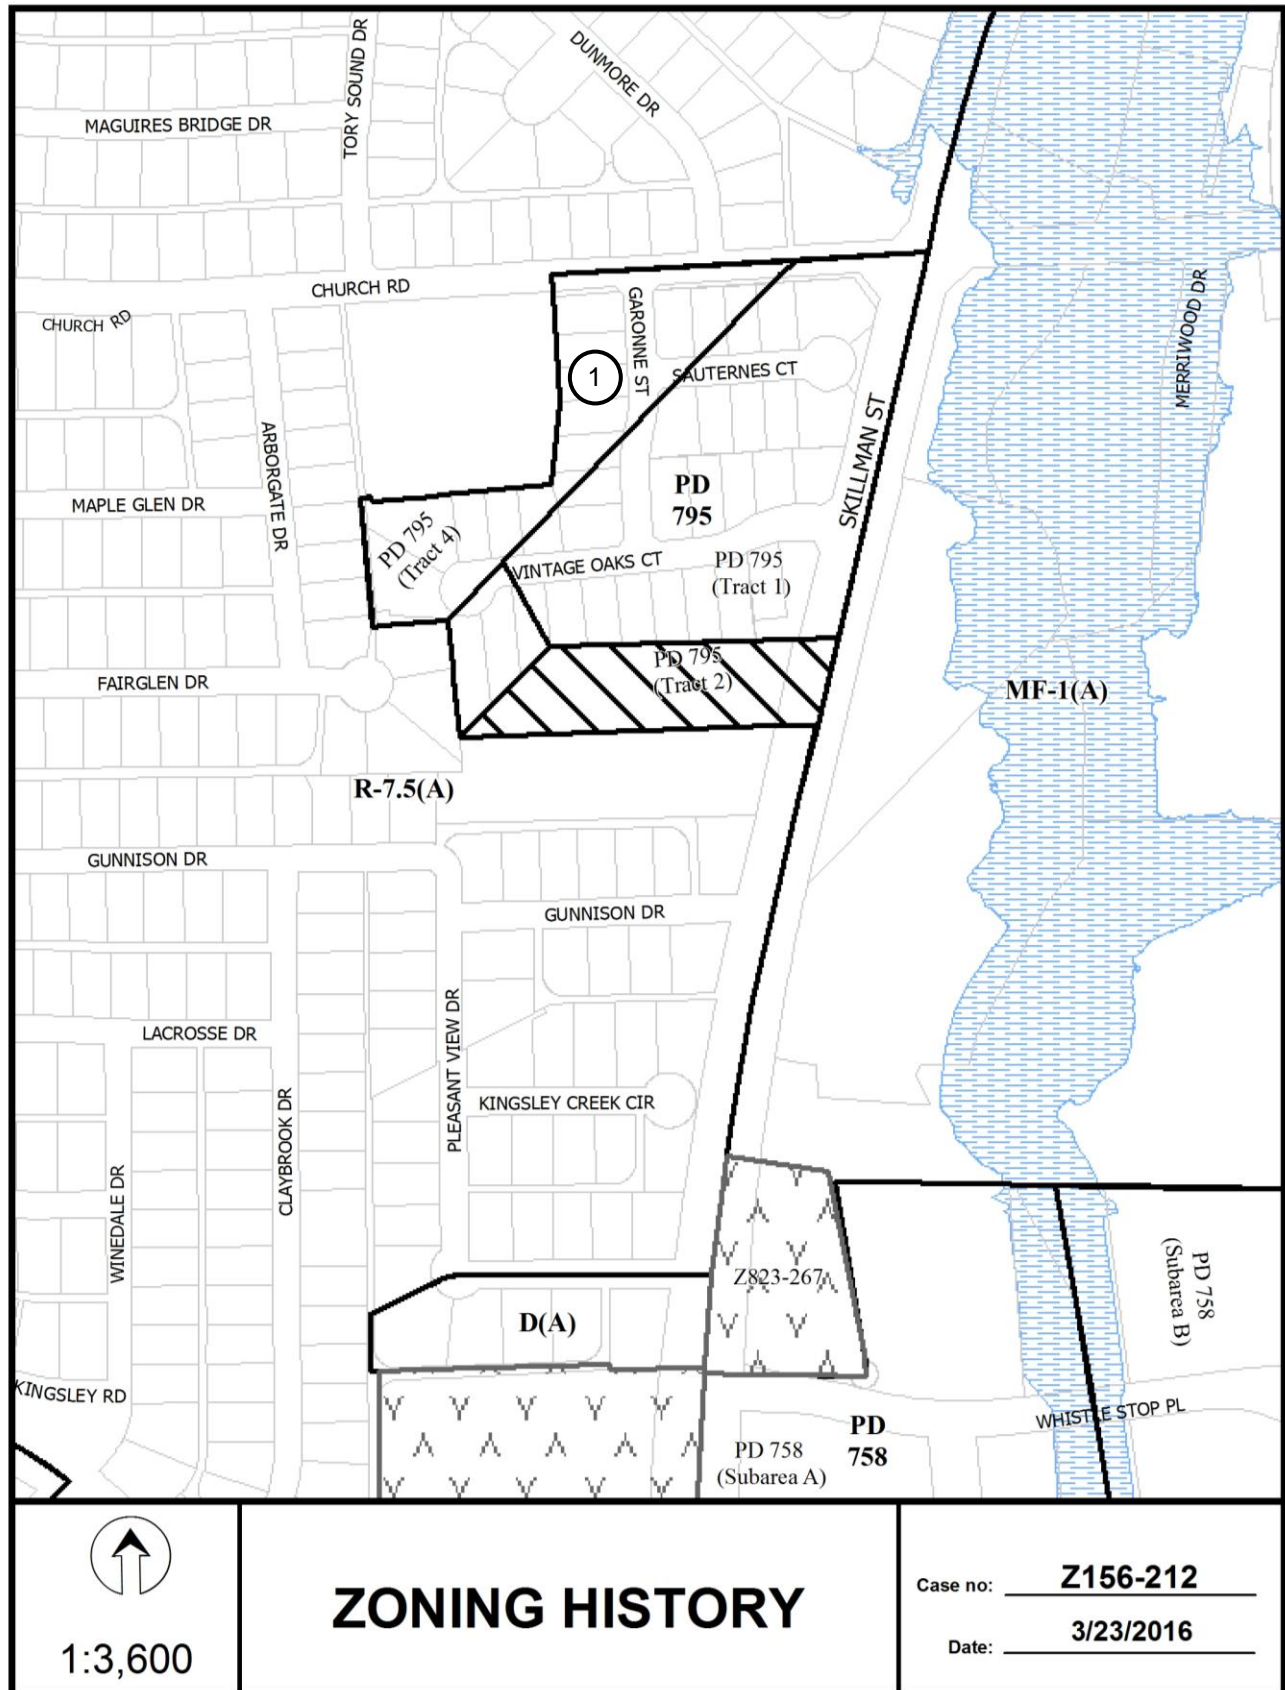 TORY SOUND DR
DUNMORE DR
MAGUIRES BRIDGE DR
CHURCH RD
CHURCH RD
GARONNE ST
MERRIWOOD DR
1
SAUTERNES CT
SKILLMAN ST
ARBORGATE DR
MAPLE GLEN DR
PD
795
PD 795
(Tract 4)
VINTAGE OAKS CT
PD 795
(Tract 1)
PD 795
(Tract 2)
FAIRGLEN DR
MF-1(A)
R-7.5(A)
GUNNISON DR
GUNNISON DR
LACROSSE DR
PLEASANT VIEW DR
KINGSLEY CREEK CIR
CLAYBROOK DR
WINEDALE DR
Z823-267
PD 758
(Subarea B)
D(A)
KINGSLEY RD
WHISTLE STOP PL
PD
758
PD 758
(Subarea A)
1:3,600
ZONING HISTORY
Case no: Z156-212
Date: 3/23/2016